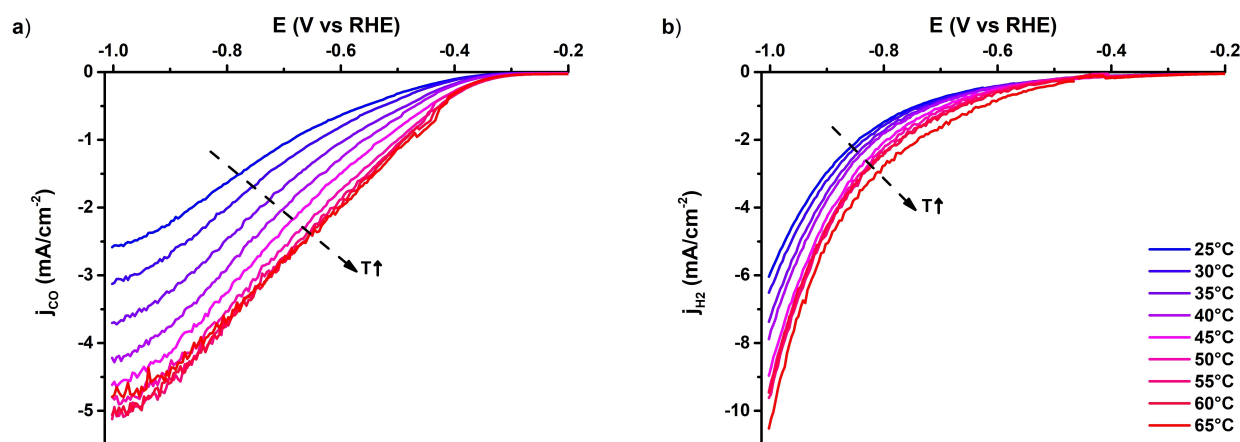 a)
E (V vs RHE)
-1.0 -0.8 -0.6 -0.4 -0.2
0
-1
-2
-3
-4
-5
j_CO (mA/cm⁻²)
T↑
b)
E (V vs RHE)
-1.0 -0.8 -0.6 -0.4 -0.2
0
-2
-4
-6
-8
-10
j_H2 (mA/cm⁻²)
T↑
25°C
30°C
35°C
40°C
45°C
50°C
55°C
60°C
65°C